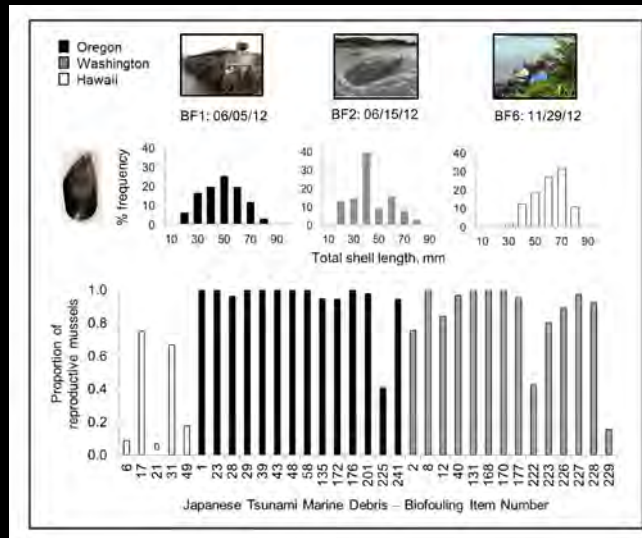 Oregon
Washington
Hawaii
BF1: 06/05/12
BF2: 06/15/12
BF6: 11/29/12
% frequency
40
30
20
10
0
10 30 50 70 90
40
30
20
10
0
10 30 50 70 90
40
30
20
10
0
10 30 50 70 90
Total shell length, mm
Proportion of
reproductive mussels
1.0
0.8
0.6
0.4
0.2
0.0
6 17 21 31 49 1 23 28 29 39 43 48 58 135 172 176 201 225 241 2 8 12 40 131 168 170 177 222 223 226 227 228 229
Japanese Tsunami Marine Debris – Biofouling Item Number